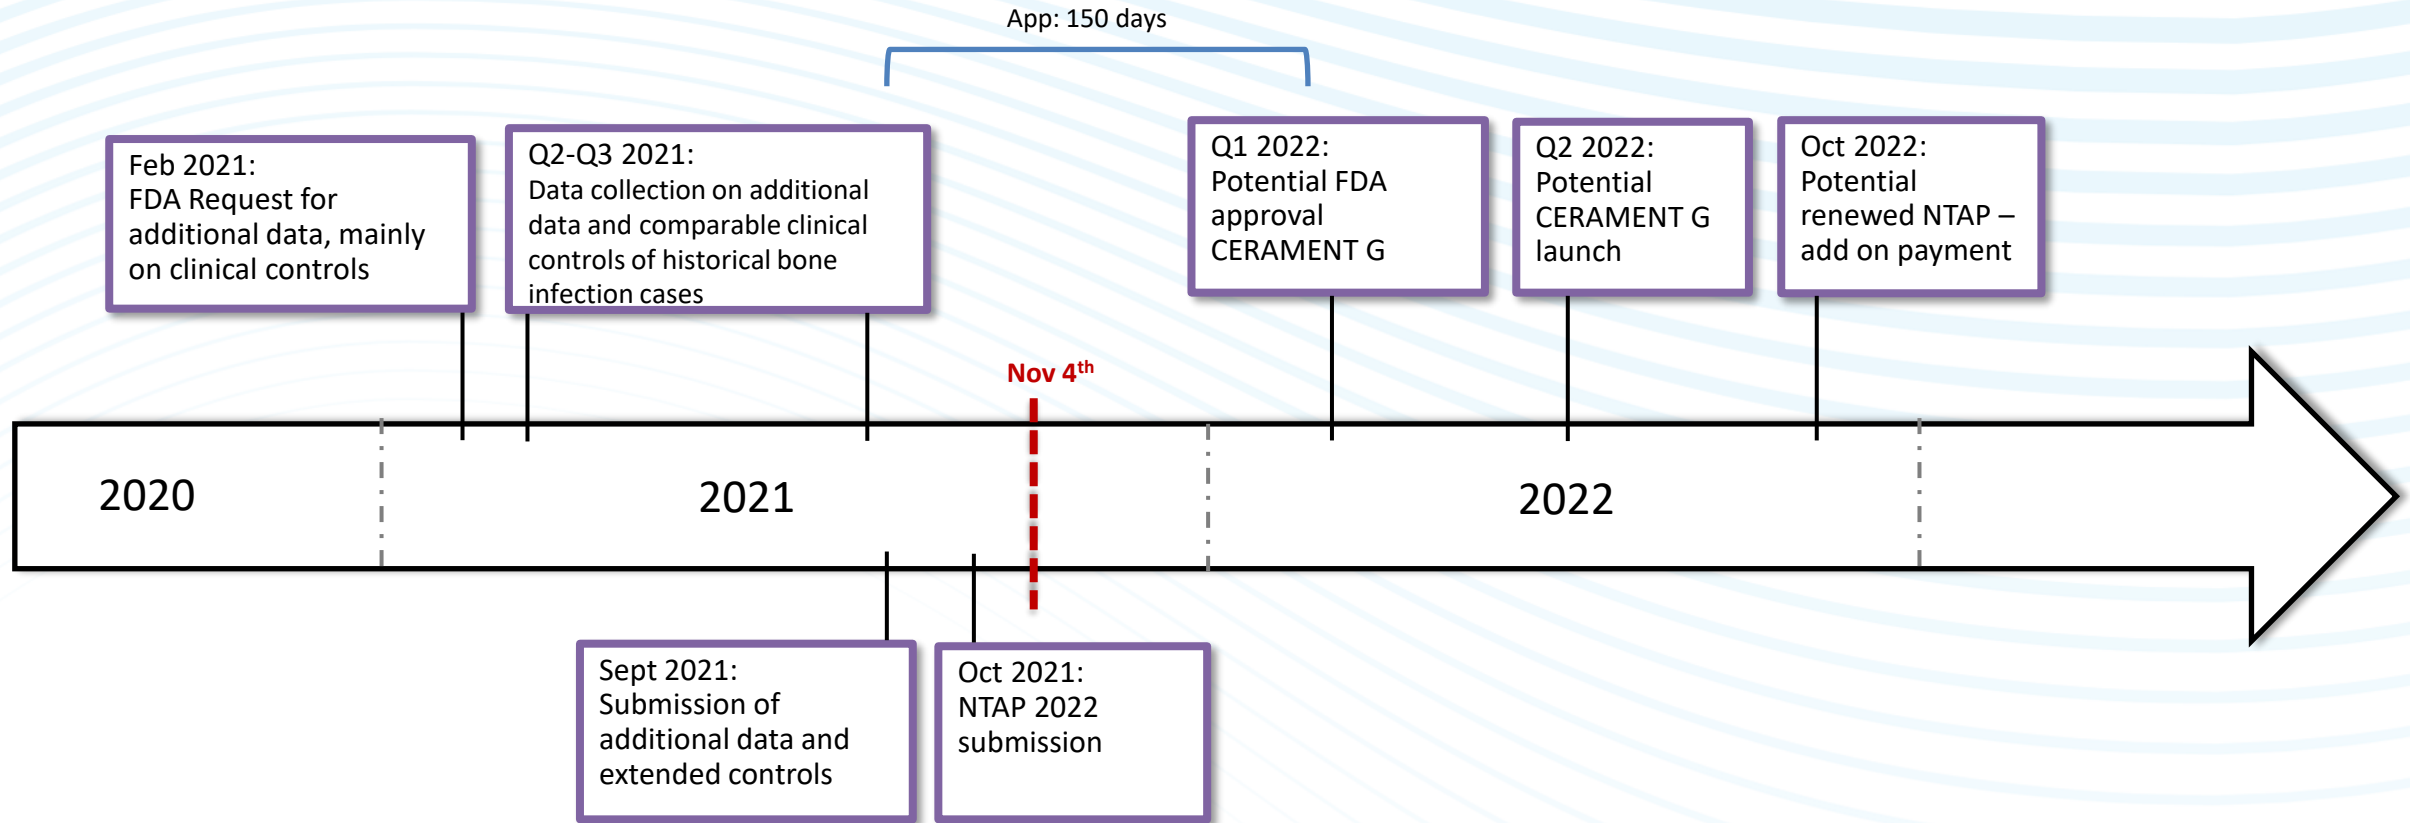 App: 150 days
Feb 2021:
FDA Request for
additional data, mainly
on clinical controls
Q2-Q3 2021:
Data collection on additional
data and comparable clinical
controls of historical bone
infection cases
Q1 2022:
Potential FDA
approval
CERAMENT G
Q2 2022:
Potential
CERAMENT G
launch
Oct 2022:
Potential
renewed NTAP –
add on payment
Nov 4th
2020
2021
2022
Sept 2021:
Submission of
additional data and
extended controls
Oct 2021:
NTAP 2022
submission